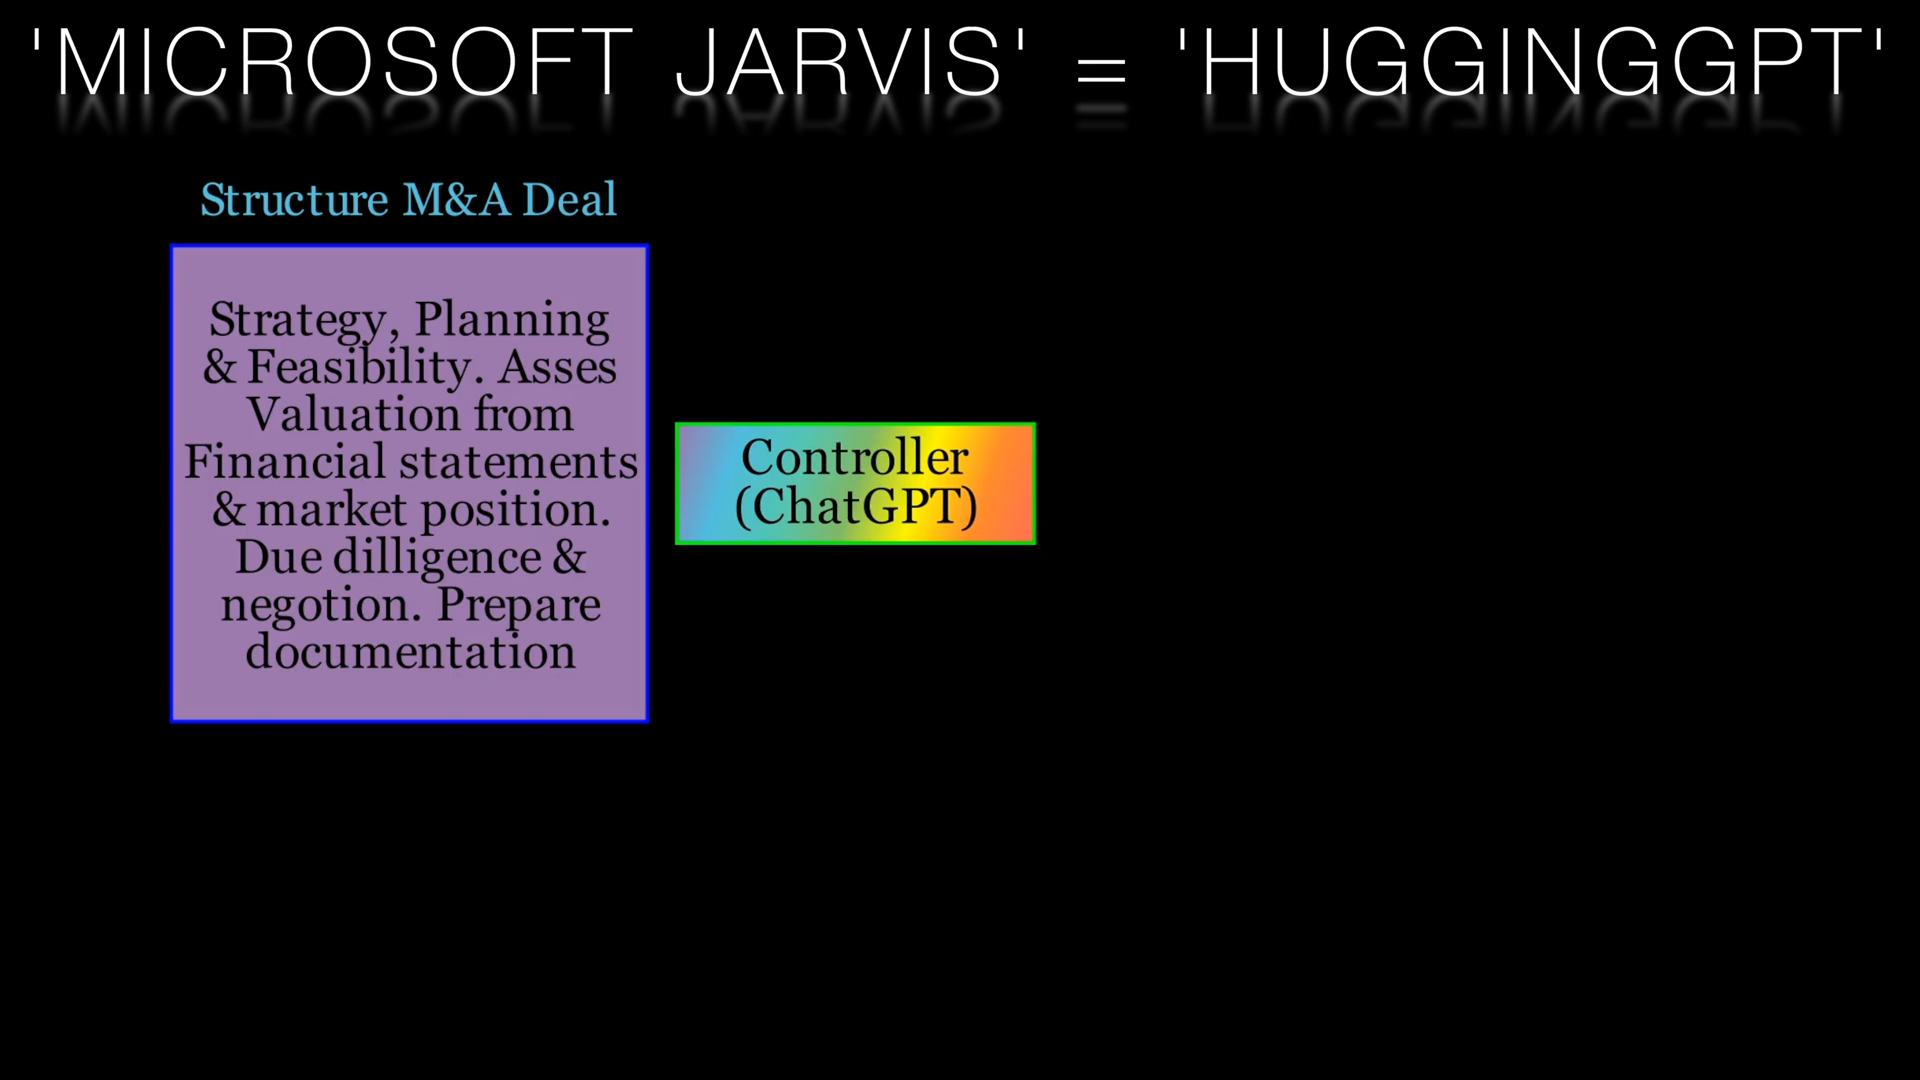 'MICROSOFT JARVIS' = 'HUGGINGGPT'
Structure M&A Deal
Strategy, Planning
& Feasibility. Asses
Valuation from
Financial statements
& market position.
Due dilligence &
negotion. Prepare
documentation
Controller
(ChatGPT)